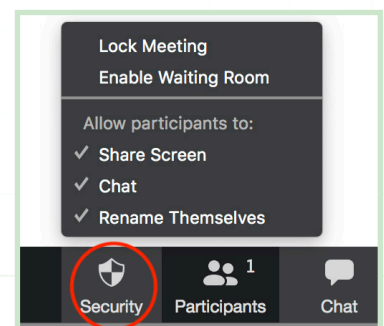 Lock Meeting
Enable Waiting Room
Allow participants to:
✓ Share Screen
✓ Chat
✓ Rename Themselves
1
Security Participants Chat